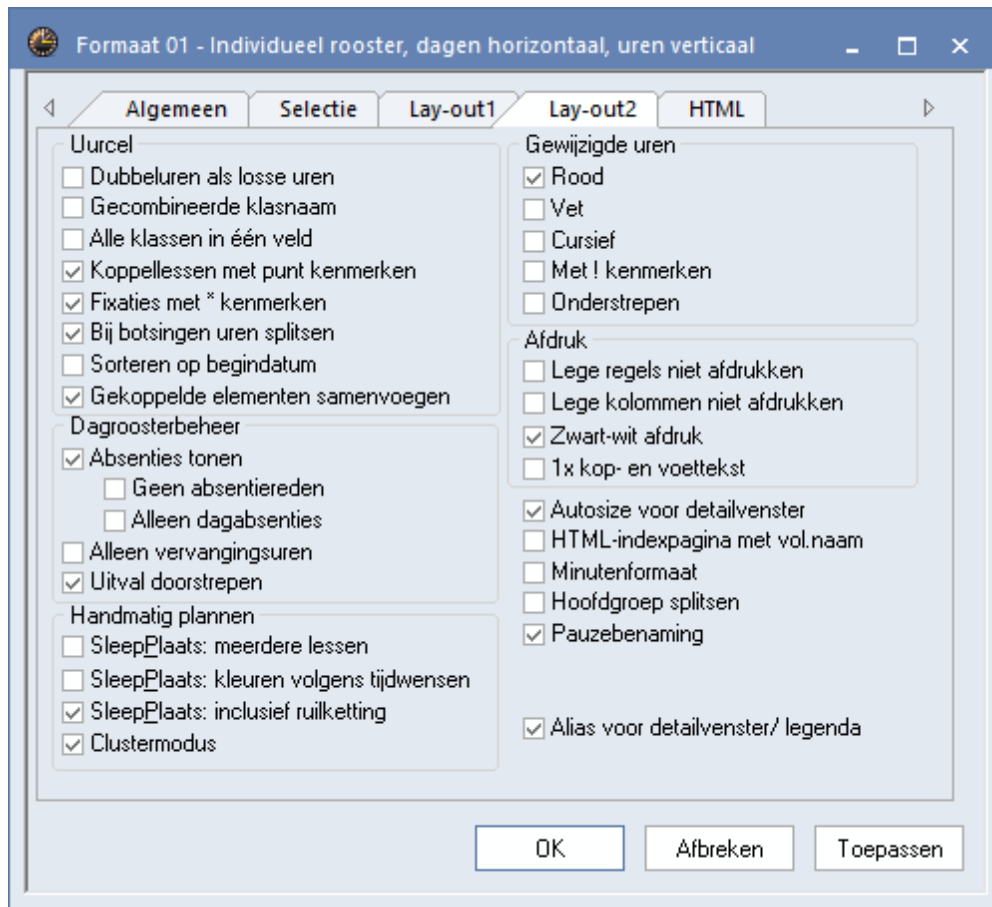 Formaat 01 - Individueel rooster, dagen horizontaal, uren verticaal
Algemeen
Selectie
Lay-out1
Lay-out2
HTML
Uurcel
Dubbeluren als losse uren
Gecombineerde klasnaam
Alle klassen in één veld
Koppellessen met punt kenmerken
Fixaties met * kenmerken
Bij botsingen uren splitsen
Sorteren op begindatum
Gekoppelde elementen samenvoegen
Dagroosterbeheer
Absenties tonen
Geen absentiereden
Alleen dagabsenties
Alleen vervangingsuren
Uitval doorstrepen
Handmatig plannen
SleepPlaats: meerdere lessen
SleepPlaats: kleuren volgens tijdwensen
SleepPlaats: inclusief ruilketting
Clustermodus
Gewijzigde uren
Rood
Vet
Cursief
Met ! kenmerken
Onderstrepen
Afdruk
Lege regels niet afdrukken
Lege kolommen niet afdrukken
Zwart-wit afdruk
1x kop- en voettekst
Autosize voor detailvenster
HTML-indexpagina met vol.naam
Minutenformaat
Hoofdgroep splitsen
Pauzebenaming
Alias voor detailvenster/ legenda
OK
Afbreken
Toepassen